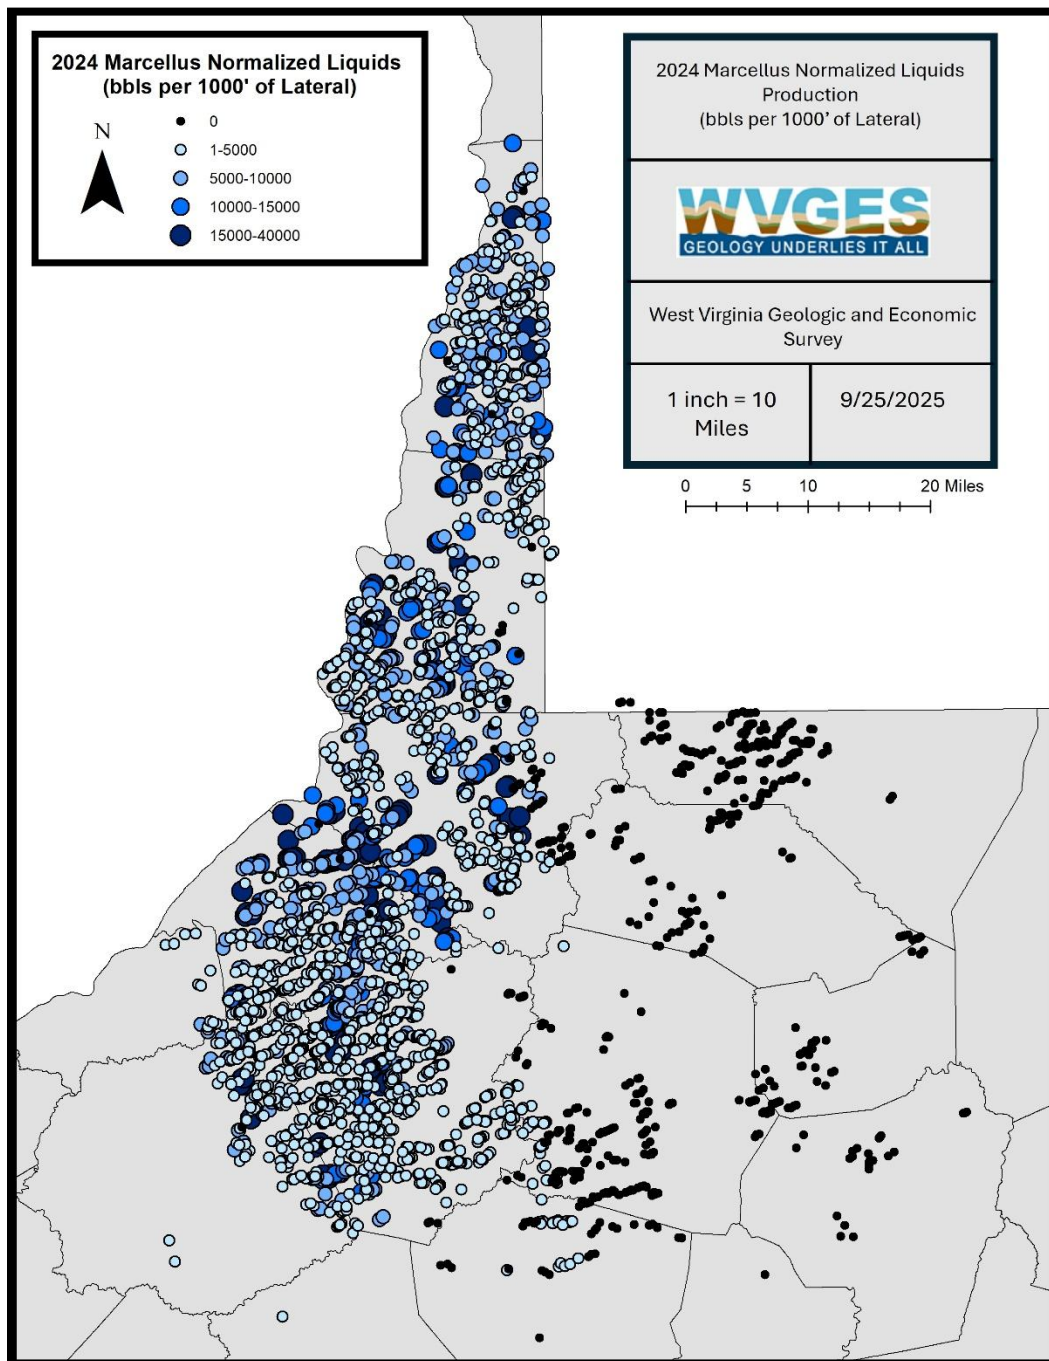 2024 Marcellus Normalized Liquids
(bbls per 1000' of Lateral)
N
0
1-5000
5000-10000
10000-15000
15000-40000
2024 Marcellus Normalized Liquids
Production
(bbls per 1000’ of Lateral)
WVGES
GEOLOGY UNDERLIES IT ALL
West Virginia Geologic and Economic
Survey
1 inch = 10
Miles
9/25/2025
0 5 10 20 Miles